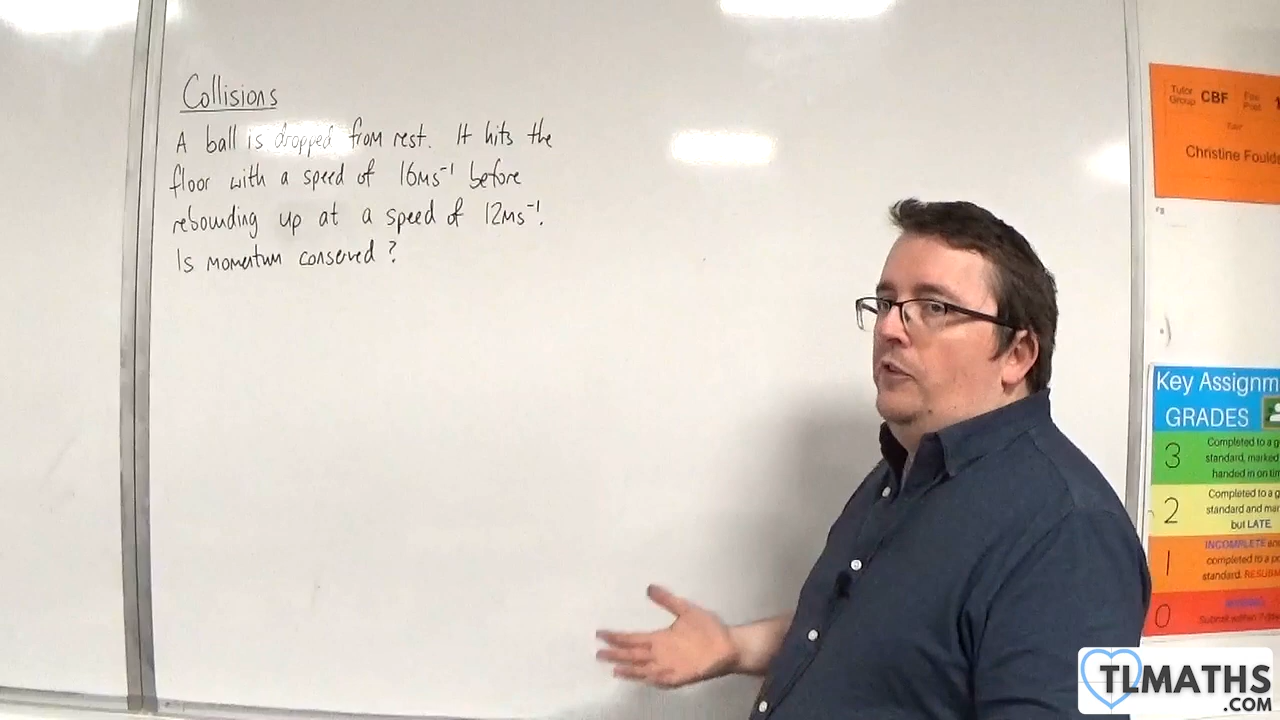 Collisions
A ball is dropped from rest. It hits the
floor with a speed of 16ms⁻¹ before
rebounding up at a speed of 12ms⁻¹.
Is momentum conserved?
Tutor
Group
CBF
Christine
Key Assignm
GRADES
3
Completed to a g
standard, marked
handed in on tim
2
Completed to a g
standard and mar
but LATE
1
INCOMPLETE
completed to a po
standard. RESUBM
0
TLMATHS
.COM